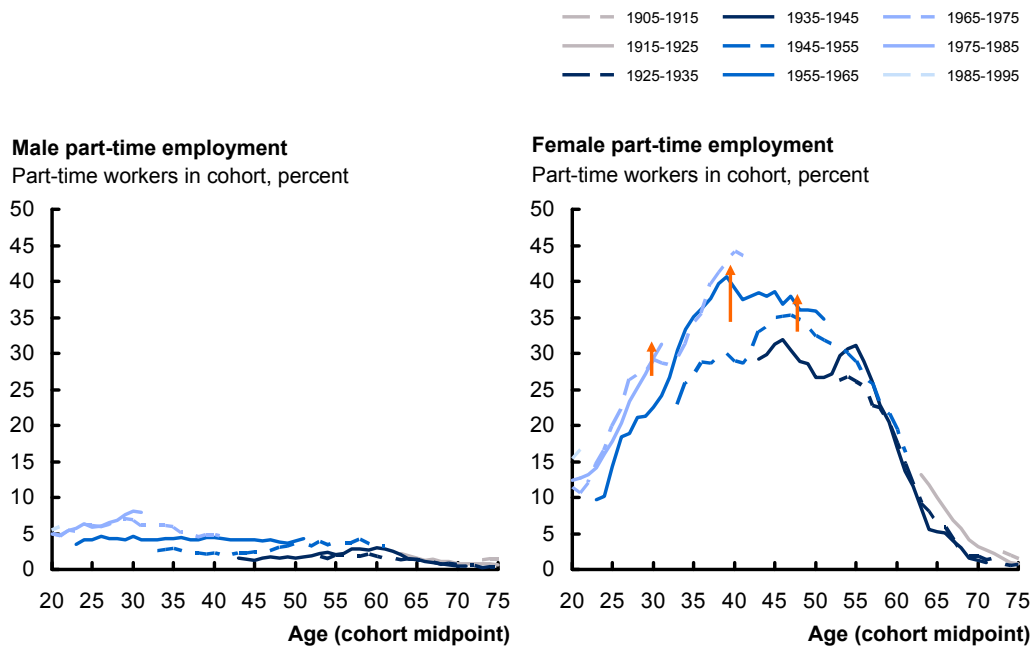 1905-1915 1935-1945 1965-1975
1915-1925 1945-1955 1975-1985
1925-1935 1955-1965 1985-1995
Male part-time employment
Part-time workers in cohort, percent
50
45
40
35
30
25
20
15
10
5
0
20 25 30 35 40 45 50 55 60 65 70 75
Age (cohort midpoint)
Female part-time employment
Part-time workers in cohort, percent
50
45
40
35
30
25
20
15
10
5
0
20 25 30 35 40 45 50 55 60 65 70 75
Age (cohort midpoint)